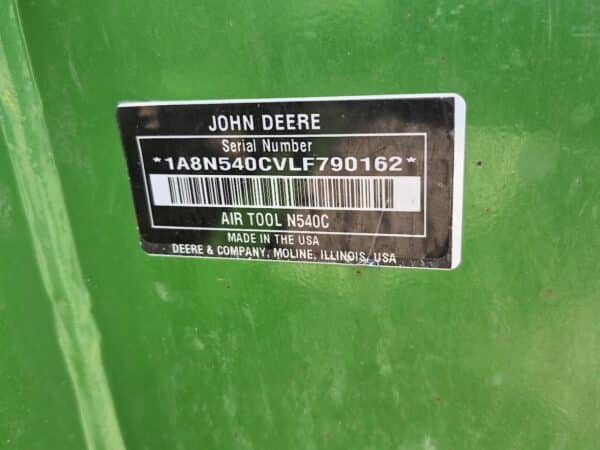 JOHN DEERE
Serial Number
*1A8N540CVLF790162*
AIR TOOL N540C
MADE IN THE USA
DEERE & COMPANY, MOLINE, ILLINOIS, USA